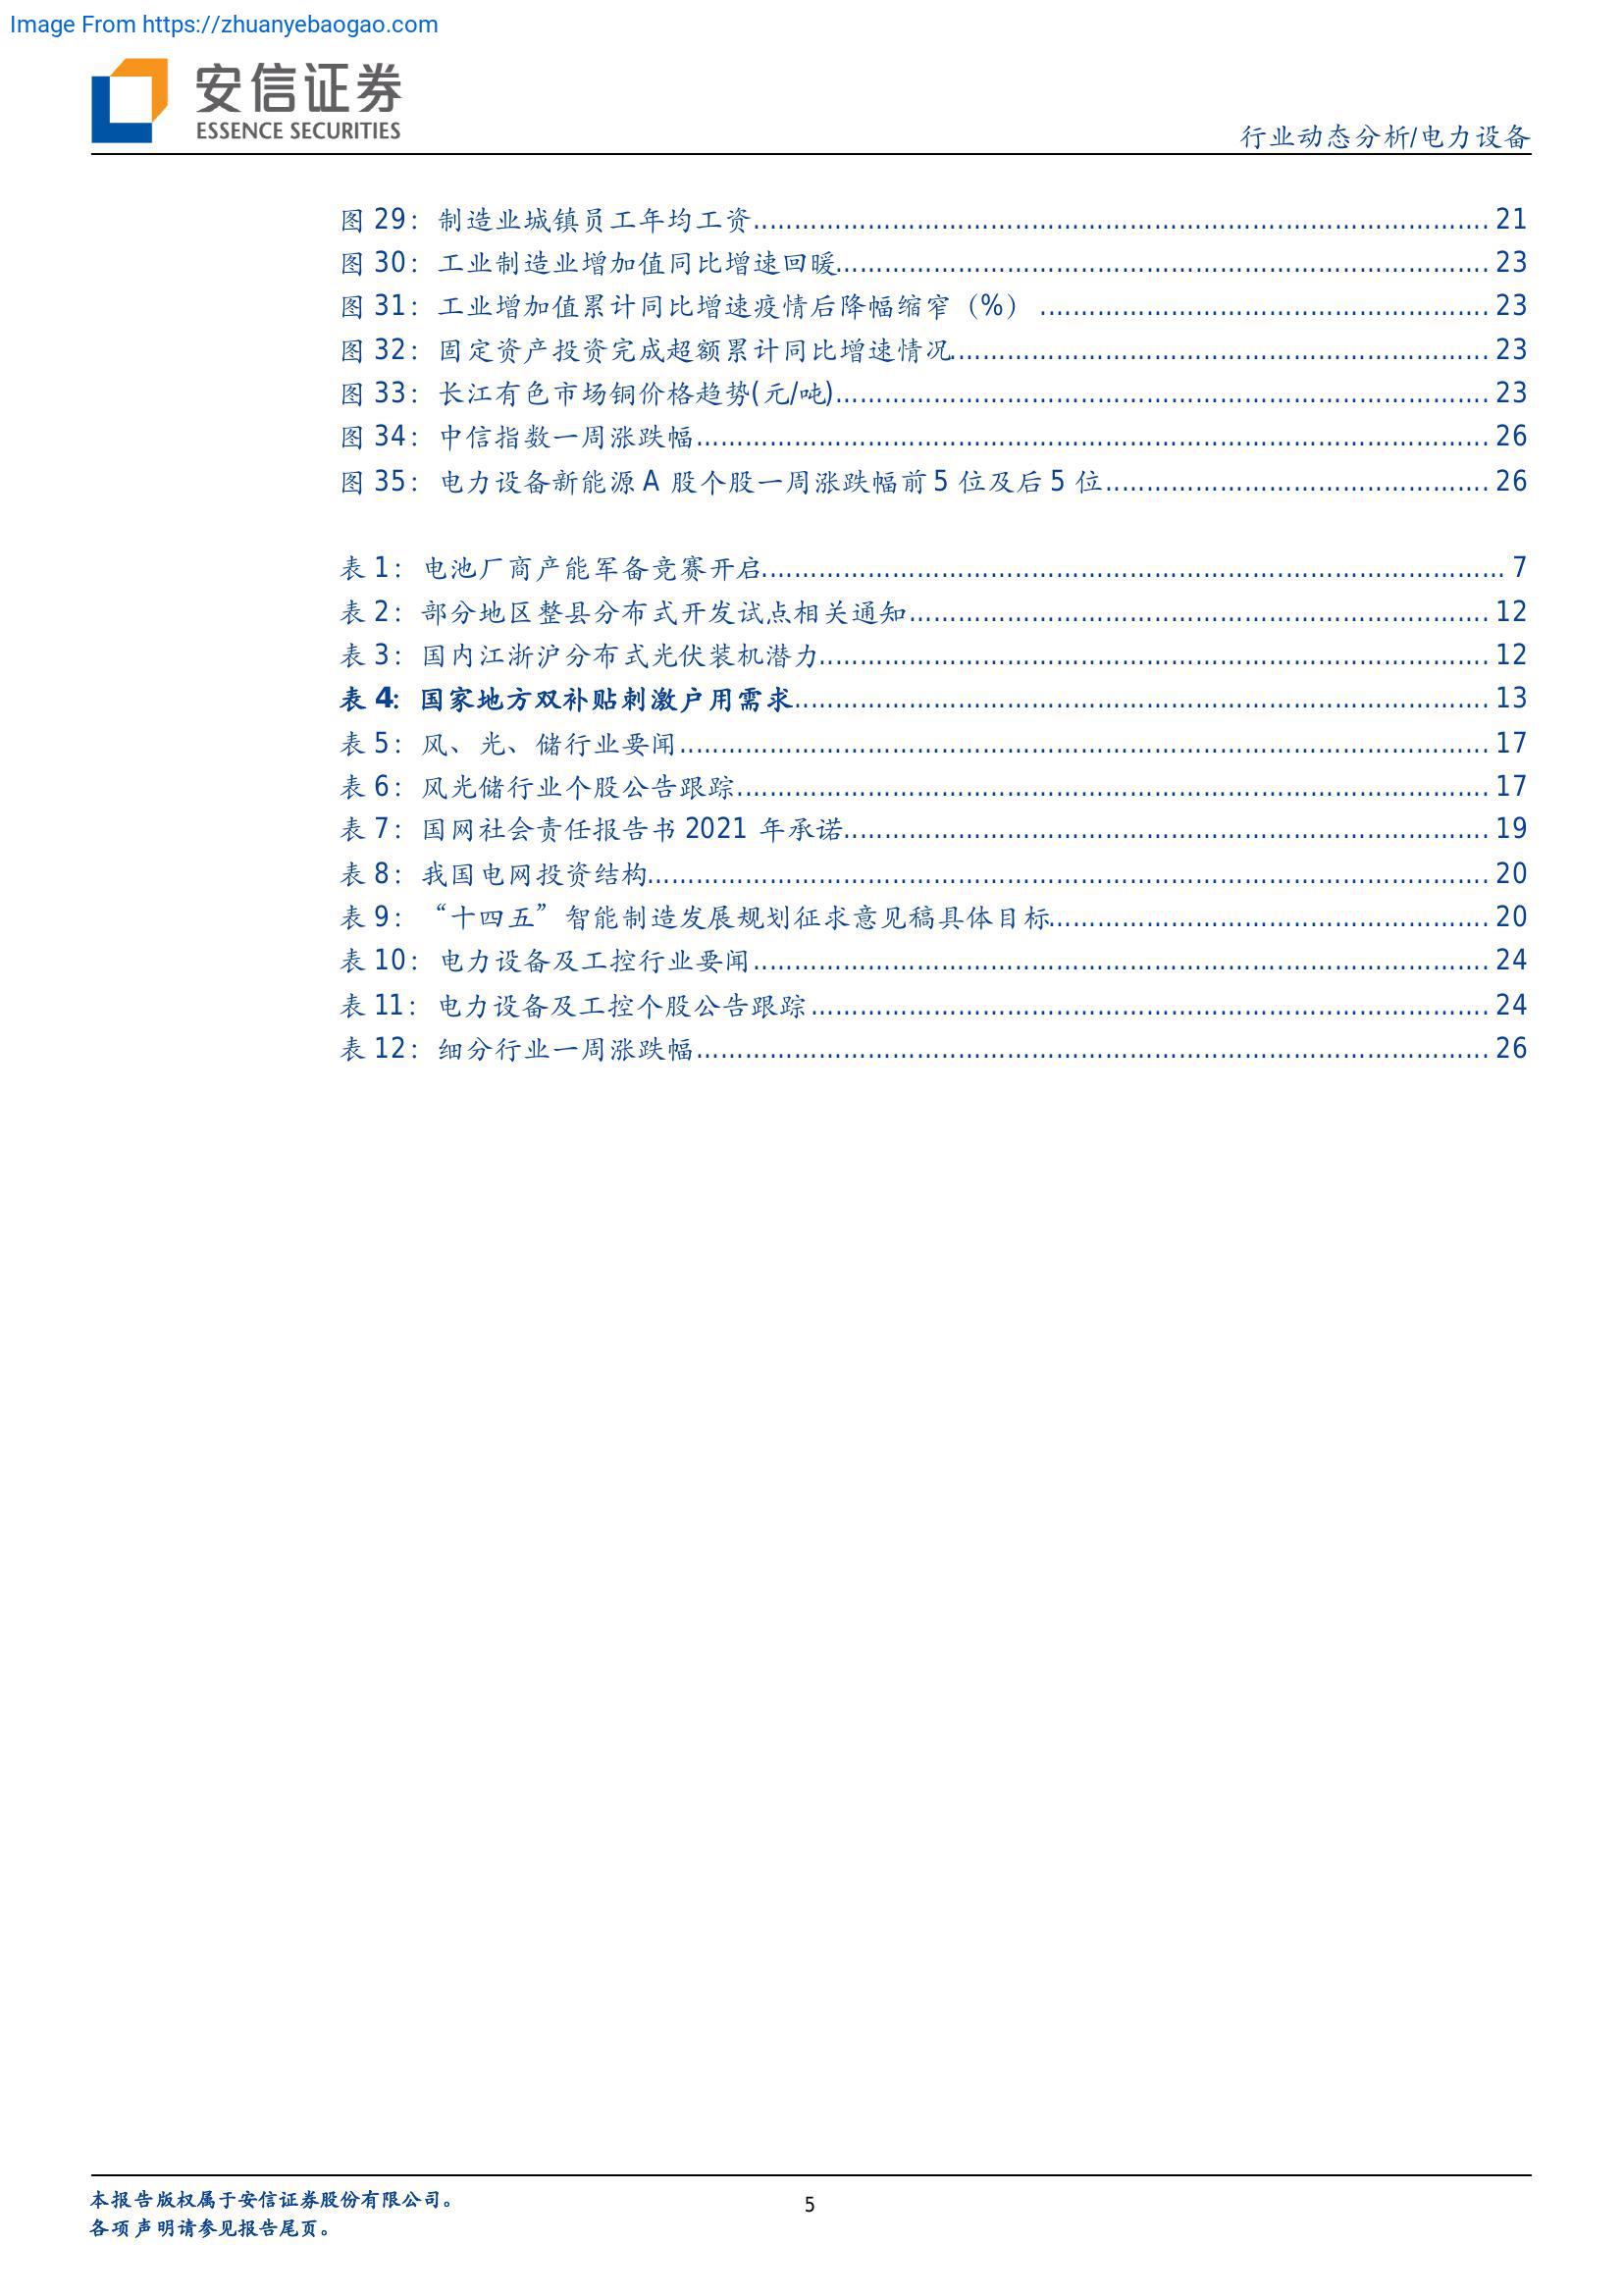 Image From https://zhuanyebaogao.com
安信证券
ESSENCE SECURITIES
行业动态分析/电力设备
图 29：制造业城镇员工年均工资 21
图 30：工业制造业增加值同比增速回暖 23
图 31：工业增加值累计同比增速疫情后降幅缩窄（%） 23
图 32：固定资产投资完成超额累计同比增速情况 23
图 33：长江有色市场铜价格趋势(元/吨) 23
图 34：中信指数一周涨跌幅 26
图 35：电力设备新能源 A 股个股一周涨跌幅前 5 位及后 5 位 26
表 1：电池厂商产能军备竞赛开启 7
表 2：部分地区整县分布式开发试点相关通知 12
表 3：国内江浙沪分布式光伏装机潜力 12
表 4：国家地方双补贴刺激户用需求 13
表 5：风、光、储行业要闻 17
表 6：风光储行业个股公告跟踪 17
表 7：国网社会责任报告书 2021 年承诺 19
表 8：我国电网投资结构 20
表 9：“十四五”智能制造发展规划征求意见稿具体目标 20
表 10：电力设备及工控行业要闻 24
表 11：电力设备及工控个股公告跟踪 24
表 12：细分行业一周涨跌幅 26
本报告版权属于安信证券股份有限公司。
各项声明请参见报告尾页。
5